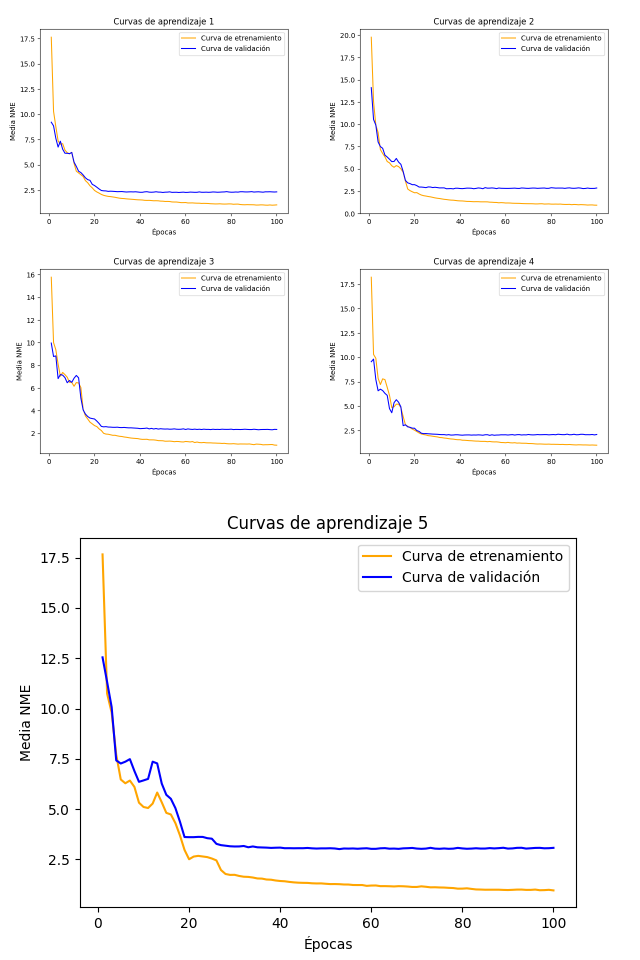 Curvas de aprendizaje 1
Curva de etrenamiento
Curva de validación
17.5
15.0
12.5
10.0
7.5
5.0
2.5
Media NME
0 20 40 60 80 100
Épocas
Curvas de aprendizaje 2
Curva de etrenamiento
Curva de validación
20.0
17.5
15.0
12.5
10.0
7.5
5.0
2.5
0.0
Media NME
0 20 40 60 80 100
Épocas
Curvas de aprendizaje 3
Curva de etrenamiento
Curva de validación
16
14
12
10
8
6
4
2
Media NME
0 20 40 60 80 100
Épocas
Curvas de aprendizaje 4
Curva de etrenamiento
Curva de validación
17.5
15.0
12.5
10.0
7.5
5.0
2.5
Media NME
0 20 40 60 80 100
Épocas
Curvas de aprendizaje 5
Curva de etrenamiento
Curva de validación
17.5
15.0
12.5
10.0
7.5
5.0
2.5
Media NME
0 20 40 60 80 100
Épocas